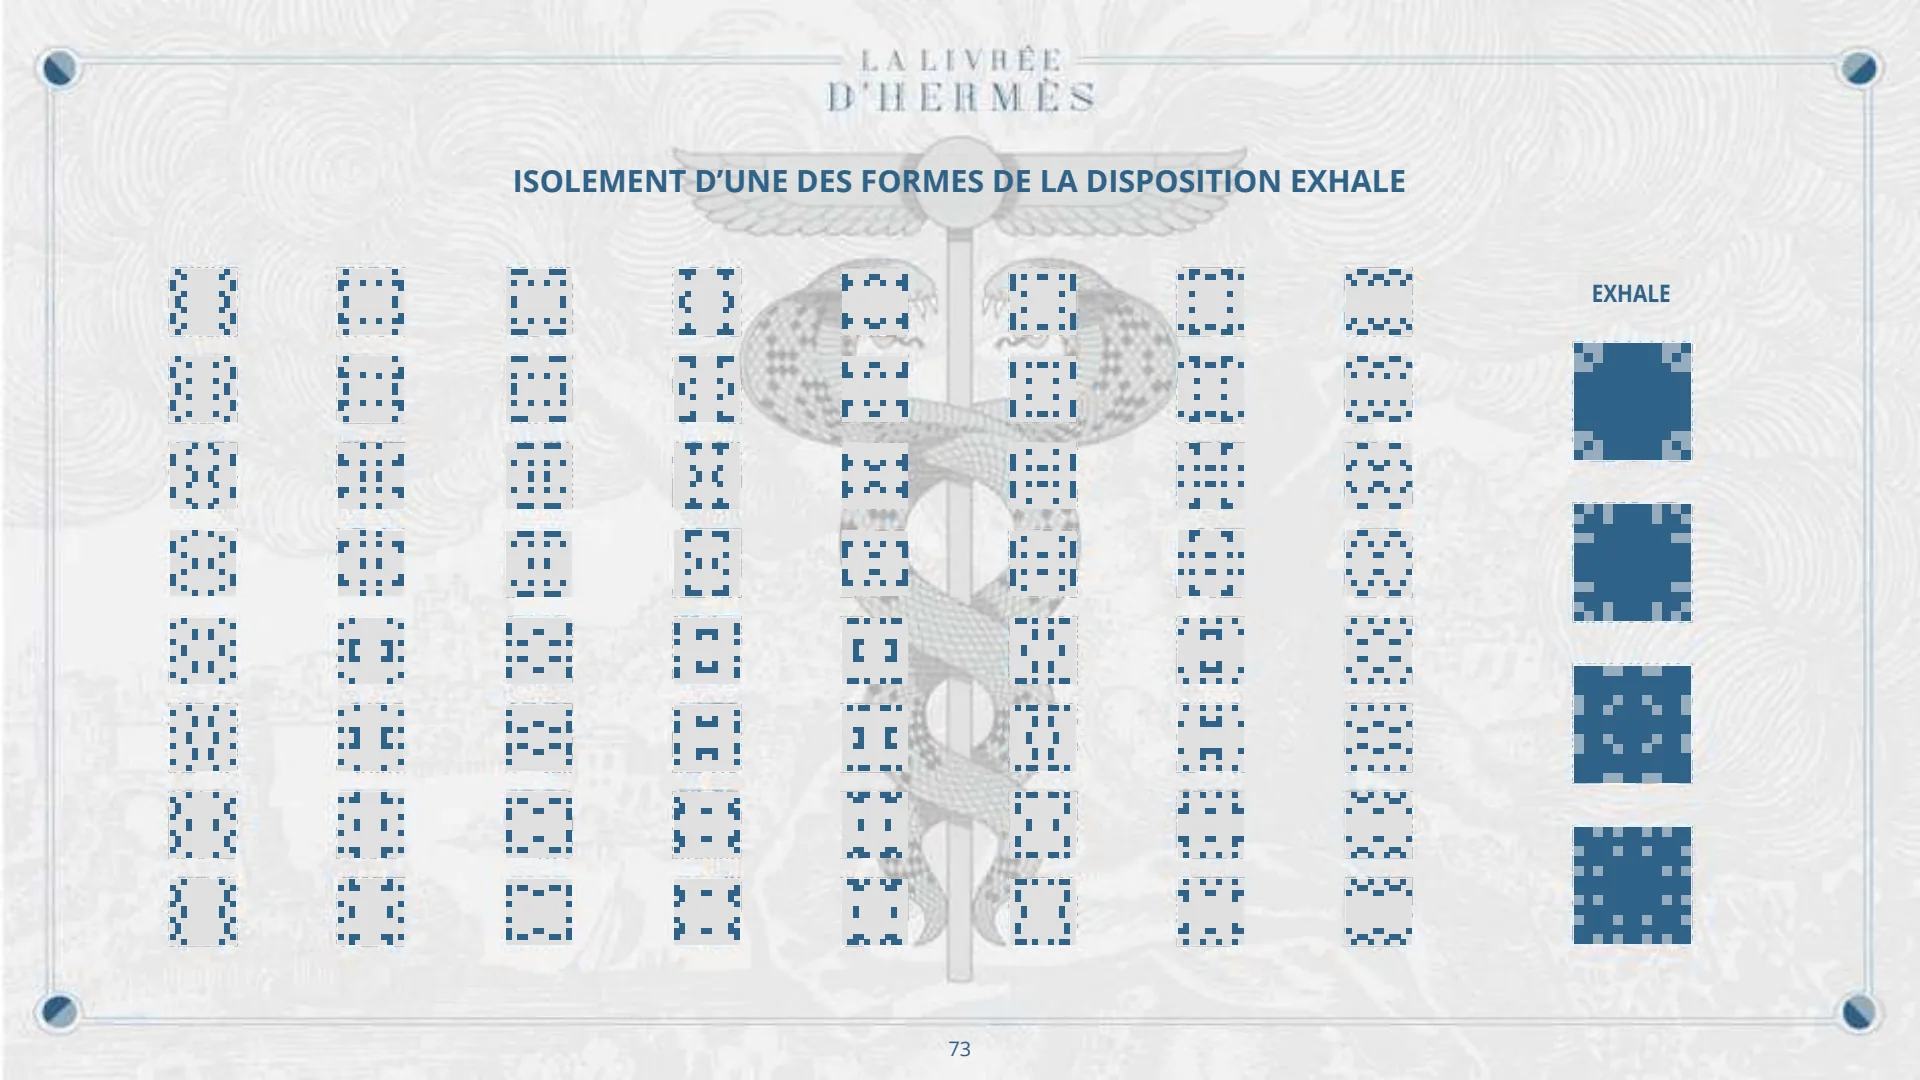 LA LIVRÉE
D'HERMÈS
ISOLEMENT D’UNE DES FORMES DE LA DISPOSITION EXHALE
EXHALE
73